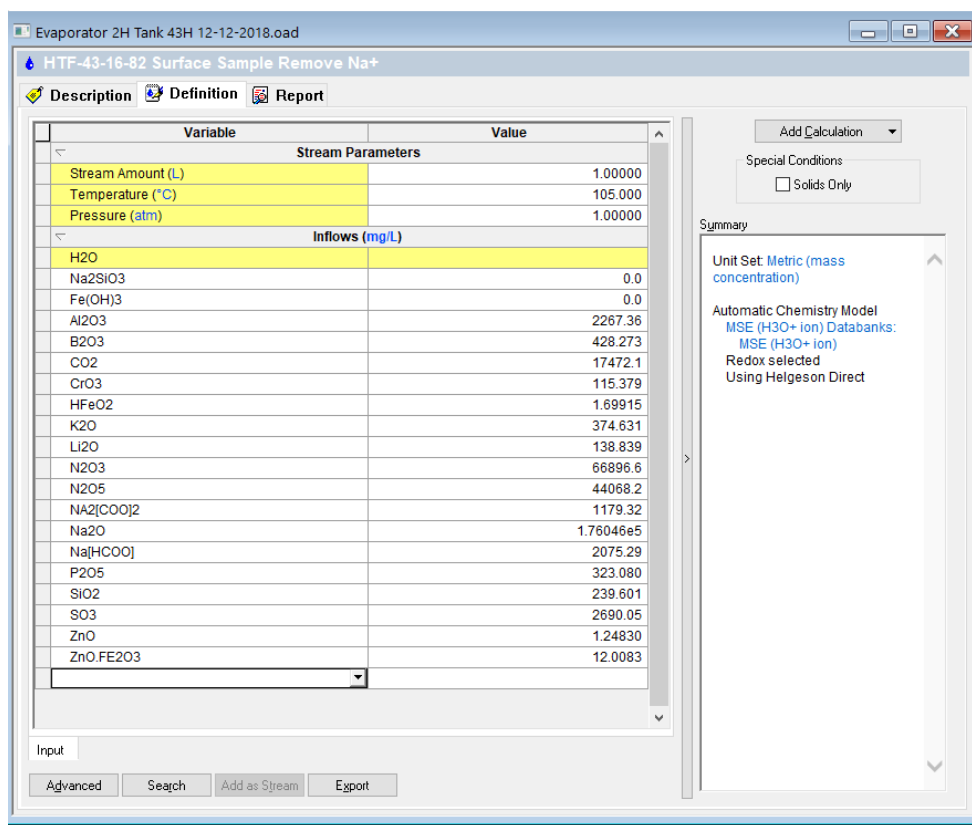 Evaporator 2H Tank 43H 12-12-2018.oad
HTF-43-16-82 Surface Sample Remove Na+
Description Definition Report
Variable Value
Stream Parameters
Stream Amount (L) 1.00000
Temperature (°C) 105.000
Pressure (atm) 1.00000
Inflows (mg/L)
H2O
Na2SiO3 0.0
Fe(OH)3 0.0
Al2O3 2267.36
B2O3 428.273
CO2 17472.1
CrO3 115.379
HFeO2 1.69915
K2O 374.631
Li2O 138.839
N2O3 66896.6
N2O5 44068.2
NA2[COO]2 1179.32
Na2O 1.76046e5
Na[HCOO] 2075.29
P2O5 323.080
SiO2 239.601
SO3 2690.05
ZnO 1.24830
ZnO.FE2O3 12.0083
Input
Advanced Search Add as Stream Export
Add Calculation
Special Conditions
Solids Only
Summary
Unit Set: Metric (mass
concentration)
Automatic Chemistry Model
MSE (H3O+ ion) Databanks:
MSE (H3O+ ion)
Redox selected
Using Helgeson Direct